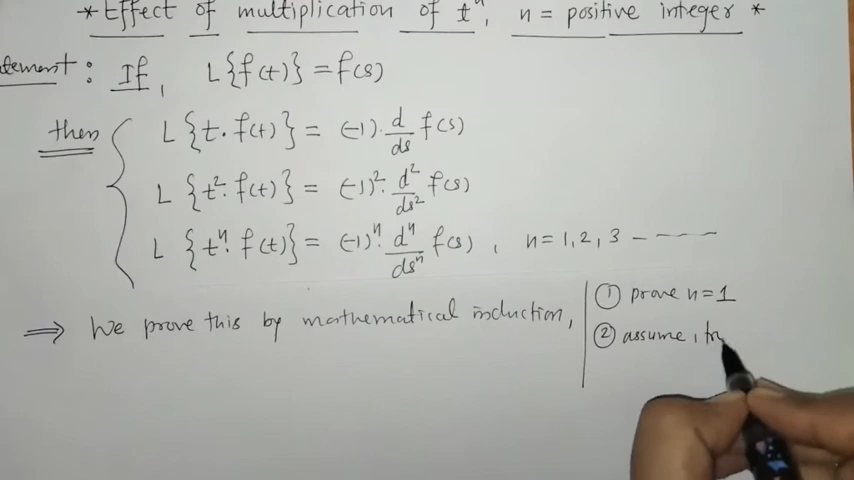 * Effect of multiplication of tⁿ, n = positive integer *
atement: If, L{f(t)} = f(s)
then L{t. f(t)} = (-1). d/ds f(s)
L{t². f(t)} = (-1)². d²/ds² f(s)
L{tⁿ. f(t)} = (-1)ⁿ. dⁿ/dsⁿ f(s), n = 1, 2, 3 -----
⇒ We prove this by mathematical induction,
① prove n = 1
② assume, tr